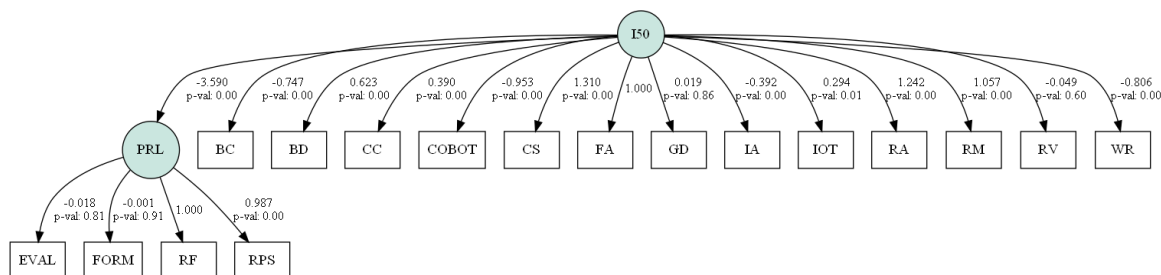 I50
-3.590 -0.747 0.623 0.390 -0.953 1.310 1.000 0.019 -0.392 0.294 1.242 1.057 -0.049 -0.806
p-val: 0.00 p-val: 0.00 p-val: 0.00 p-val: 0.00 p-val: 0.00 p-val: 0.00 p-val: 0.86 p-val: 0.00 p-val: 0.01 p-val: 0.00 p-val: 0.00 p-val: 0.60 p-val: 0.00
PRL BC BD CC COBOT CS FA GD IA IOT RA RM RV WR
-0.018 -0.001 1.000 0.987
p-val: 0.81 p-val: 0.91 p-val: 0.00
EVAL FORM RF RPS